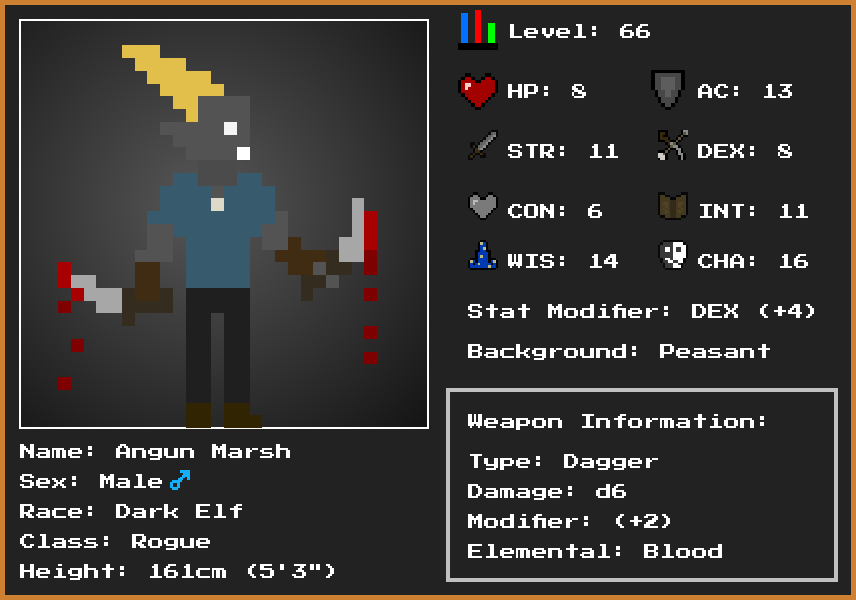 Level: 66
HP: 8 AC: 13
STR: 11 DEX: 8
CON: 6 INT: 11
WIS: 14 CHA: 16
Stat Modifier: DEX (+4)
Background: Peasant
Weapon Information:
Type: Dagger
Damage: d6
Modifier: (+2)
Elemental: Blood
Name: Angun Marsh
Sex: Male♂
Race: Dark Elf
Class: Rogue
Height: 161cm (5'3")